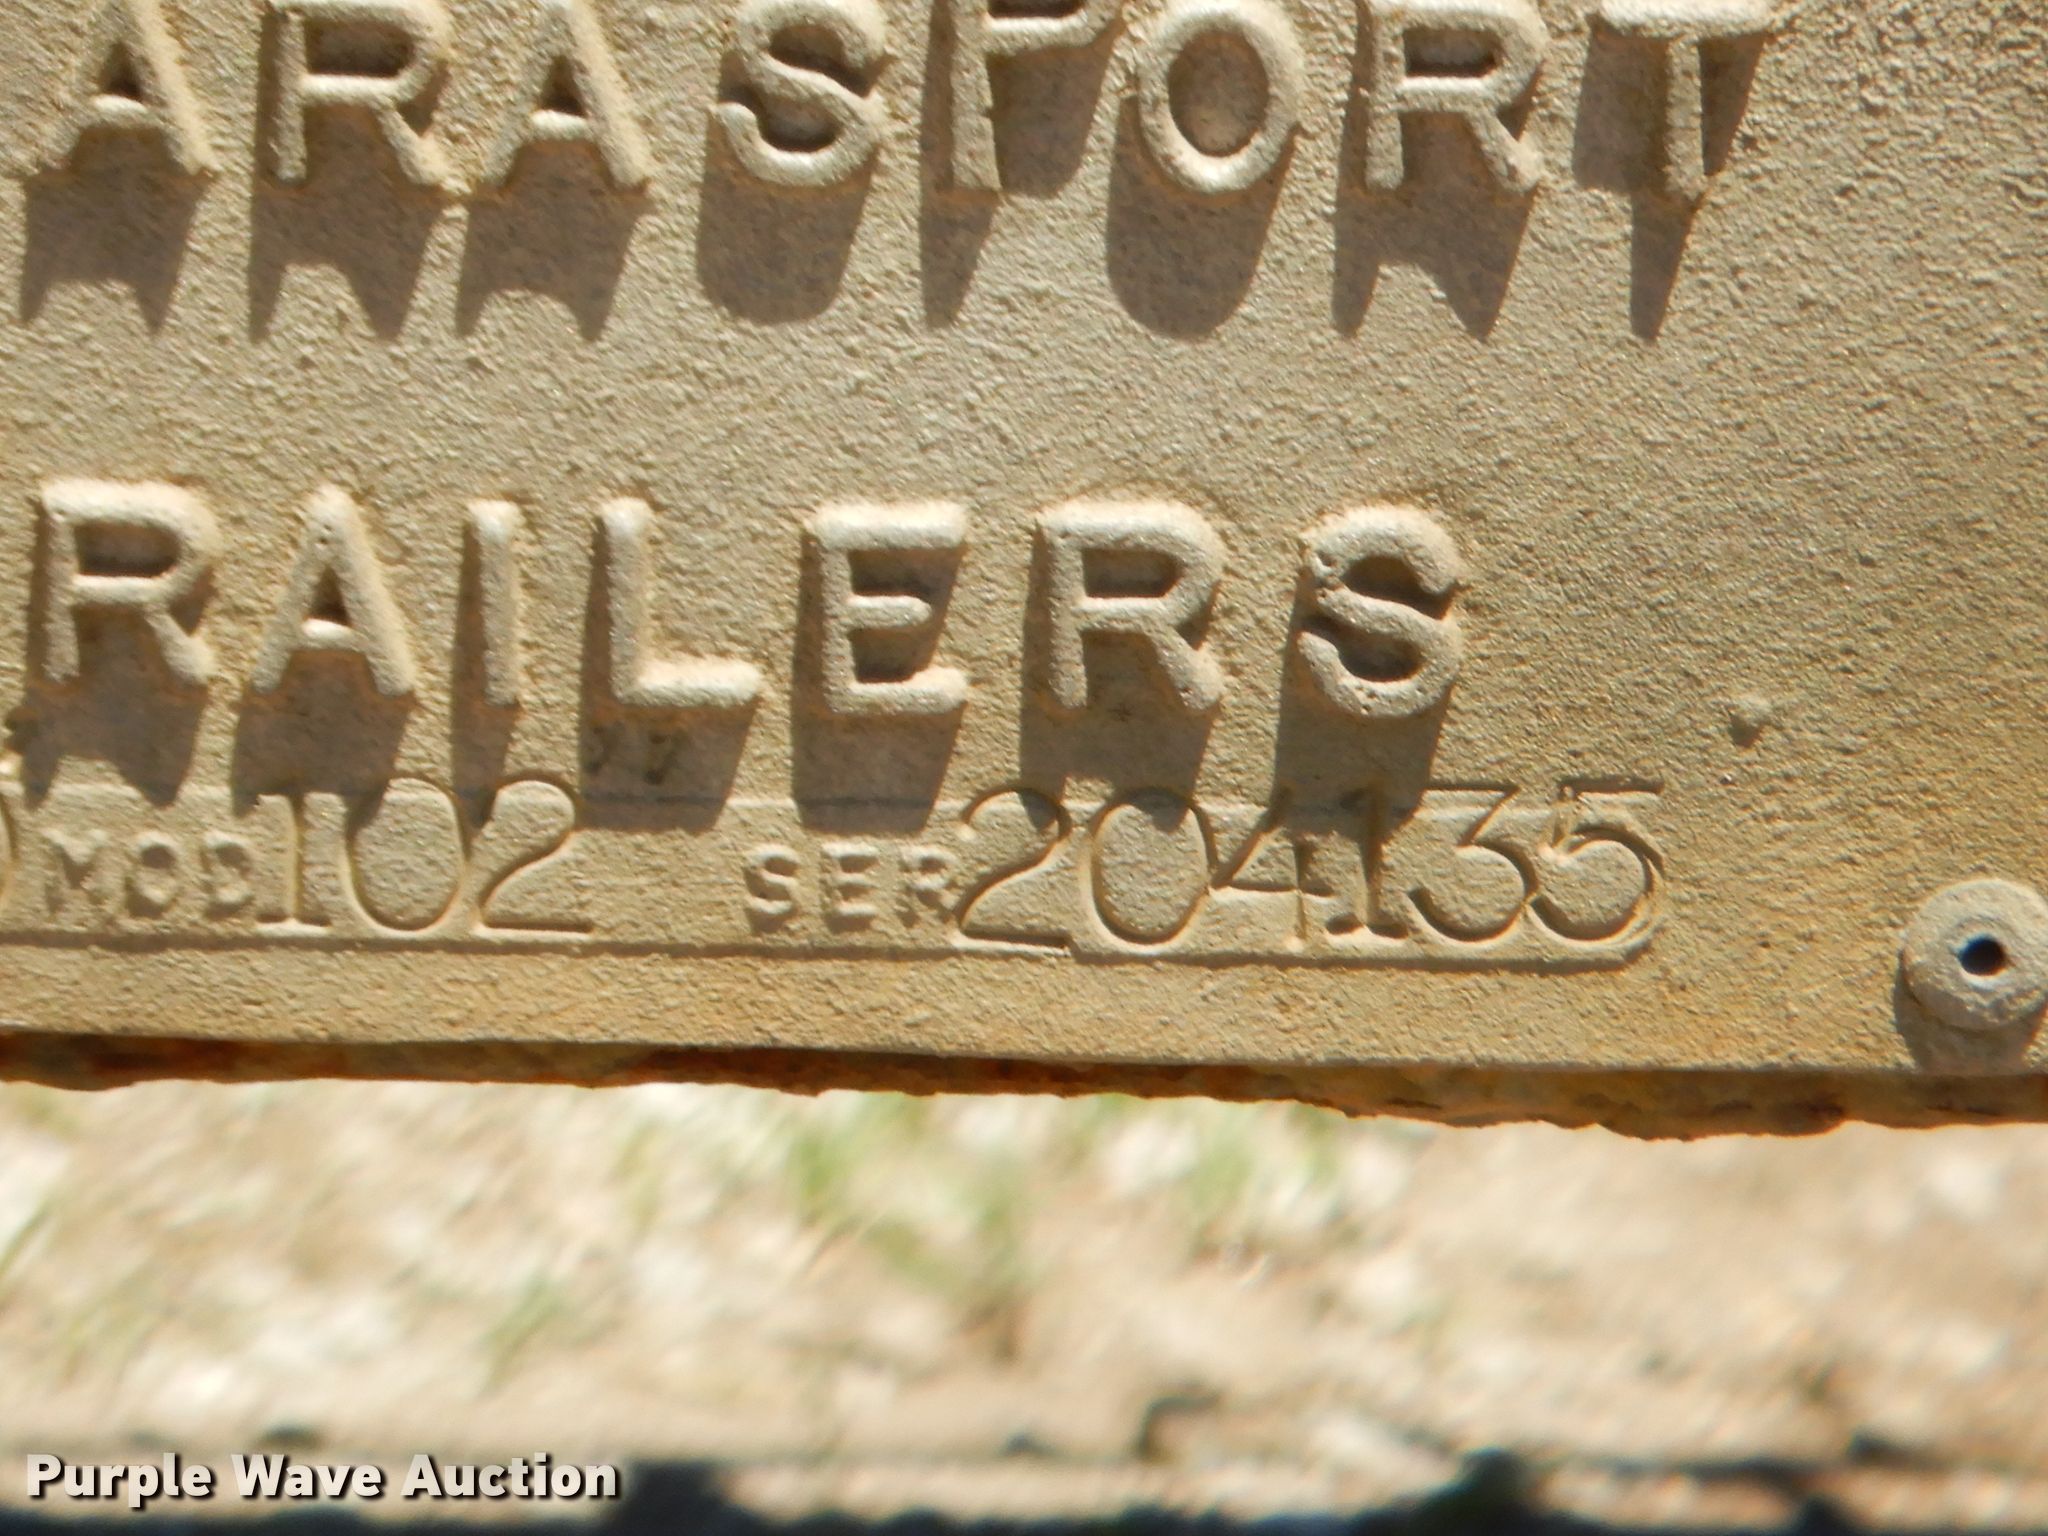 ARASPORT
RAILERS
MOD 102 SER 204135
Purple Wave Auction